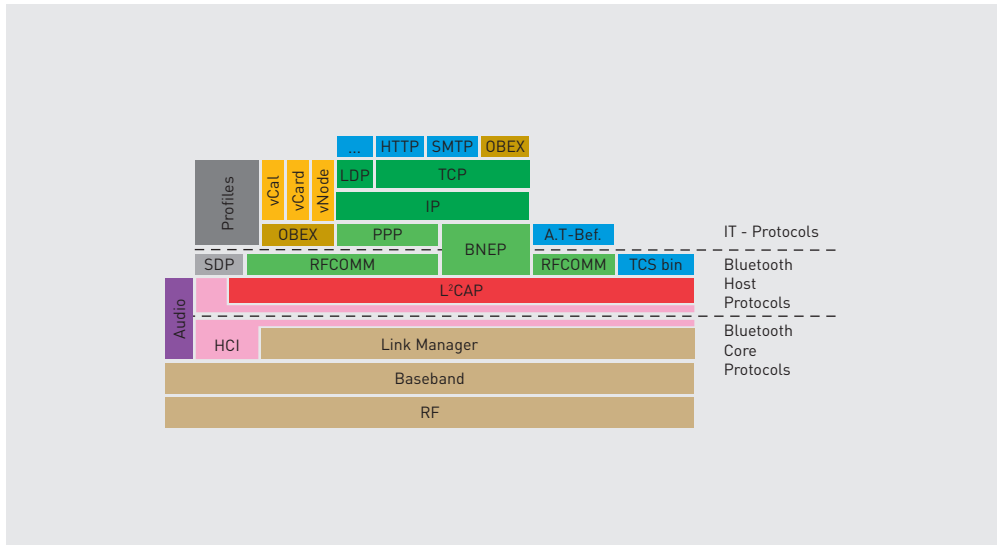 ... HTTP SMTP OBEX
Profiles vCal vCard vNode LDP TCP
IP
OBEX PPP BNEP A.T-Bef. IT - Protocols
SDP RFCOMM RFCOMM TCS bin Bluetooth
Host
Protocols
Audio L²CAP
HCI Link Manager Bluetooth
Core
Protocols
Baseband
RF